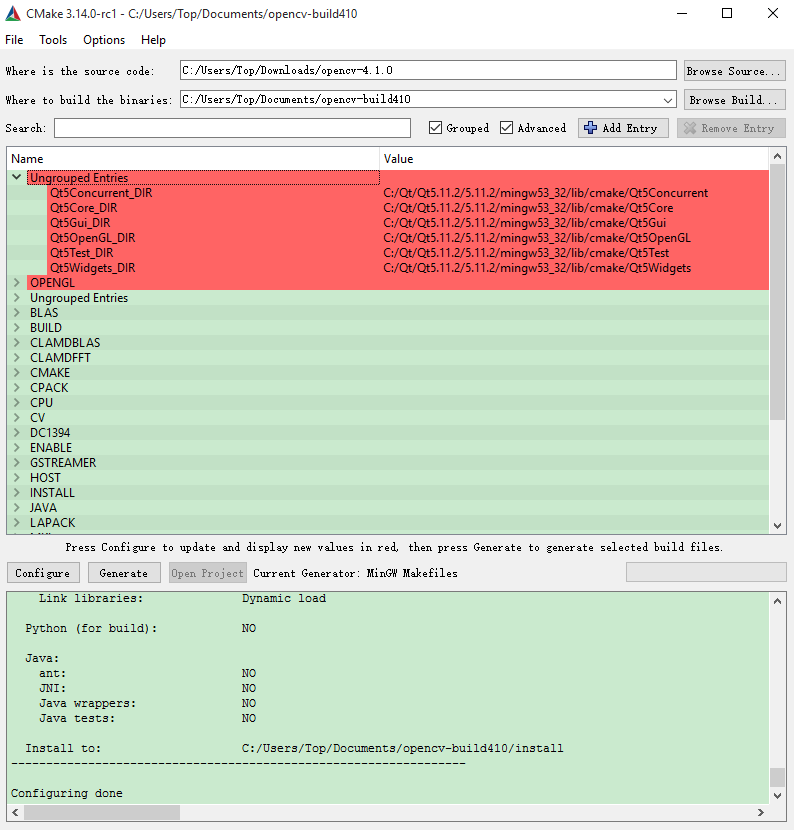 CMake 3.14.0-rc1 - C:/Users/Top/Documents/opencv-build410
File Tools Options Help
Where is the source code: C:/Users/Top/Downloads/opencv-4.1.0 Browse Source...
Where to build the binaries: C:/Users/Top/Documents/opencv-build410 Browse Build...
Search: Grouped Advanced Add Entry Remove Entry
Name Value
Ungrouped Entries
Qt5Concurrent_DIR C:/Qt/Qt5.11.2/5.11.2/mingw53_32/lib/cmake/Qt5Concurrent
Qt5Core_DIR C:/Qt/Qt5.11.2/5.11.2/mingw53_32/lib/cmake/Qt5Core
Qt5Gui_DIR C:/Qt/Qt5.11.2/5.11.2/mingw53_32/lib/cmake/Qt5Gui
Qt5OpenGL_DIR C:/Qt/Qt5.11.2/5.11.2/mingw53_32/lib/cmake/Qt5OpenGL
Qt5Test_DIR C:/Qt/Qt5.11.2/5.11.2/mingw53_32/lib/cmake/Qt5Test
Qt5Widgets_DIR C:/Qt/Qt5.11.2/5.11.2/mingw53_32/lib/cmake/Qt5Widgets
OPENGL
Ungrouped Entries
BLAS
BUILD
CLAMDBLAS
CLAMDFFT
CMAKE
CPACK
CPU
CV
DC1394
ENABLE
GSTREAMER
HOST
INSTALL
JAVA
LAPACK
Press Configure to update and display new values in red, then press Generate to generate selected build files.
Configure Generate Open Project Current Generator: MinGW Makefiles
Link libraries: Dynamic load
Python (for build): NO
Java:
ant: NO
JNI: NO
Java wrappers: NO
Java tests: NO
Install to: C:/Users/Top/Documents/opencv-build410/install
-----------------------------------------------------------------
Configuring done